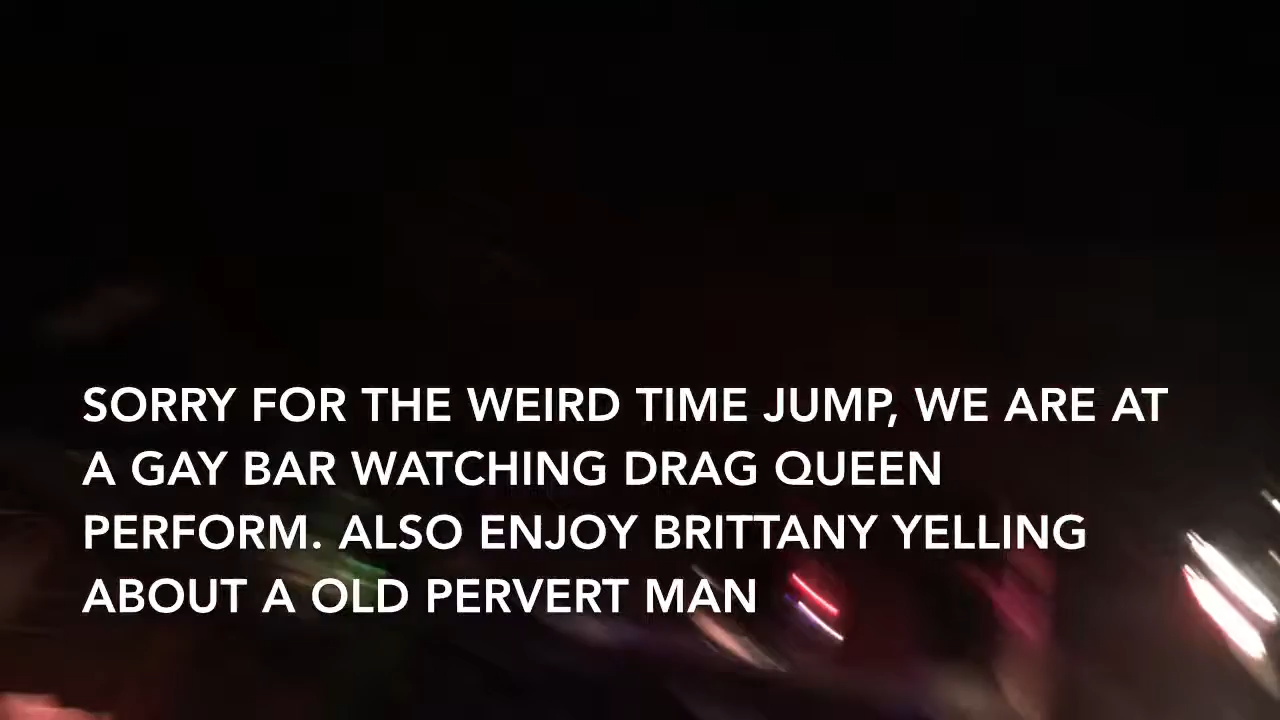 SORRY FOR THE WEIRD TIME JUMP, WE ARE AT
A GAY BAR WATCHING DRAG QUEEN
PERFORM. ALSO ENJOY BRITTANY YELLING
ABOUT A OLD PERVERT MAN